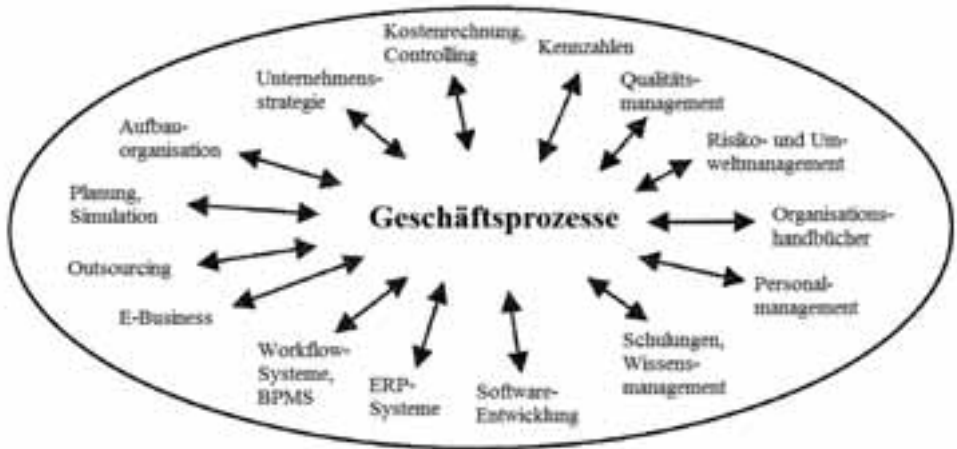 Kostenrechnung,
Controlling
Kennzahlen
Unternehmens-
strategie
Qualitäts-
management
Aufbau-
organisation
Risiko- und Um-
weltmanagement
Planung,
Simulation
Geschäftsprozesse
Organisations-
handbücher
Outsourcing
Personal-
management
E-Business
Workflow-
Systeme,
BPMS
Schulungen,
Wissens-
management
ERP-
Systeme
Software-
Entwicklung